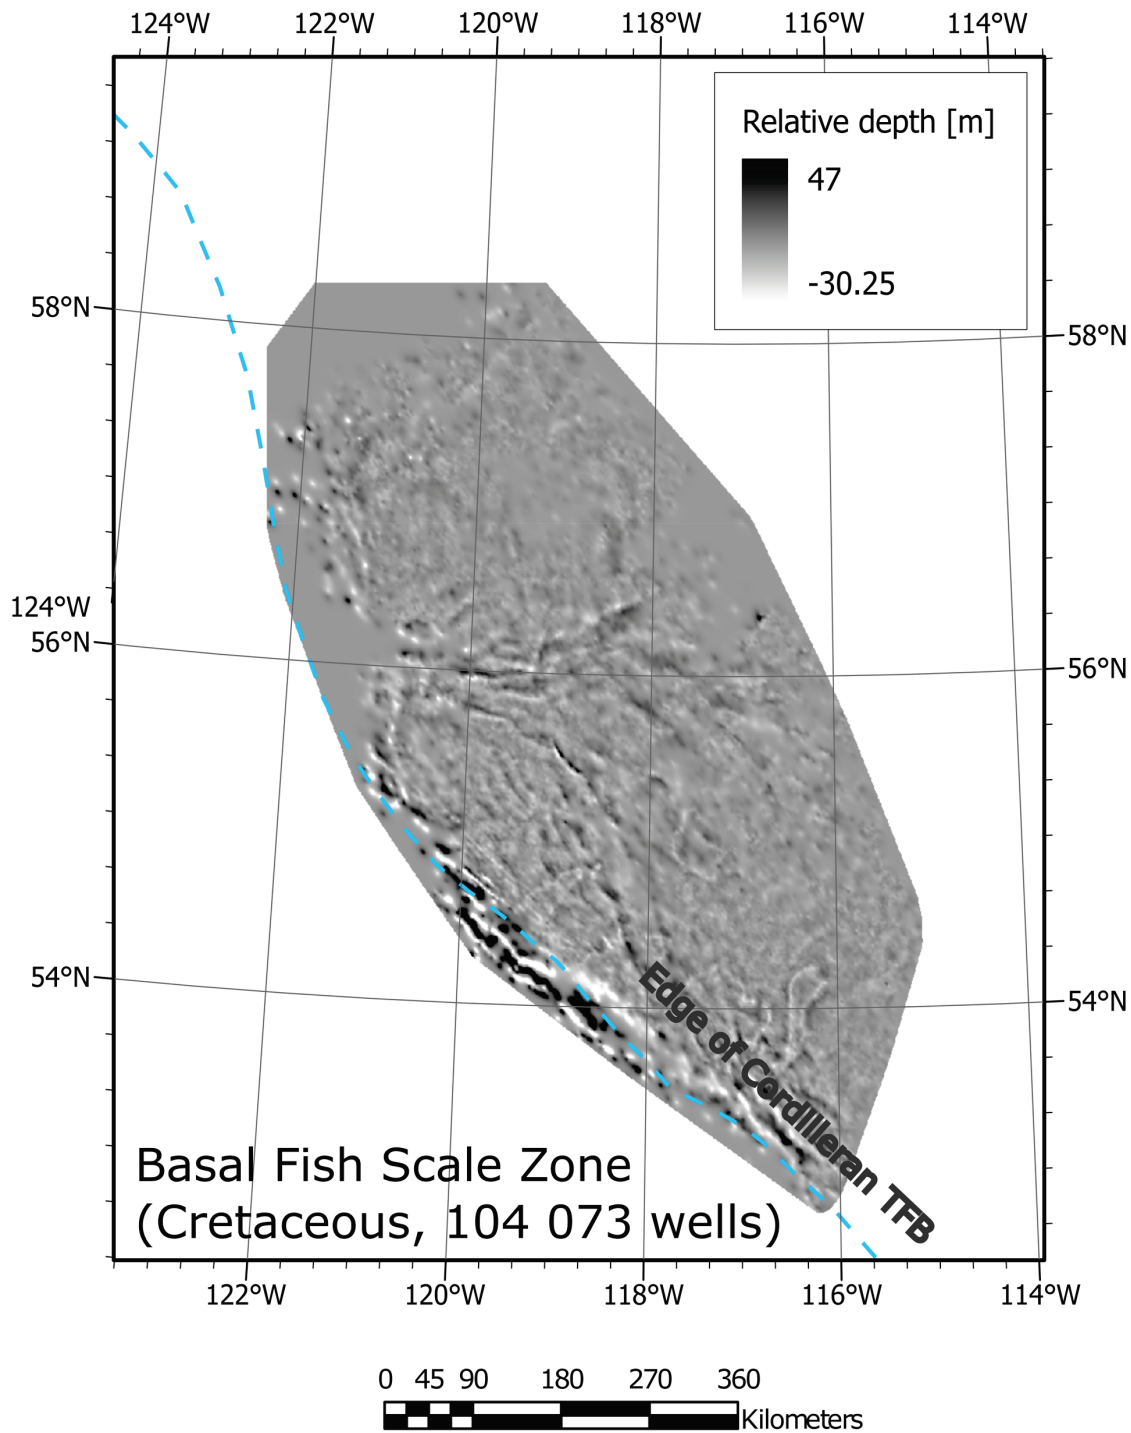 124°W 122°W 120°W 118°W 116°W 114°W
Relative depth [m]
47
-30.25
58°N
58°N
124°W
56°N
56°N
54°N
54°N
Edge of Cordilleran TFB
Basal Fish Scale Zone
(Cretaceous, 104 073 wells)
122°W 120°W 118°W 116°W 114°W
0 45 90 180 270 360
Kilometers